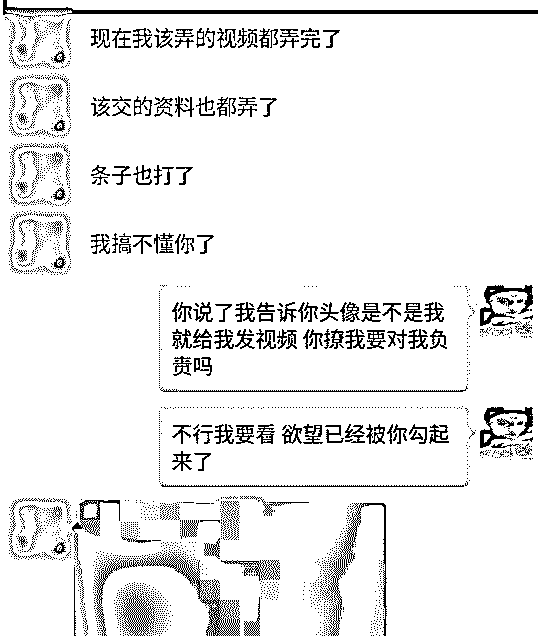 现在我该弄的视频都弄完了
该交的资料也都弄了
条子也打了
我搞不懂你了
你说了我告诉你头像是不是我
就给我发视频 你撩我要对我负
责吗
不行我要看 欲望已经被你勾起
来了